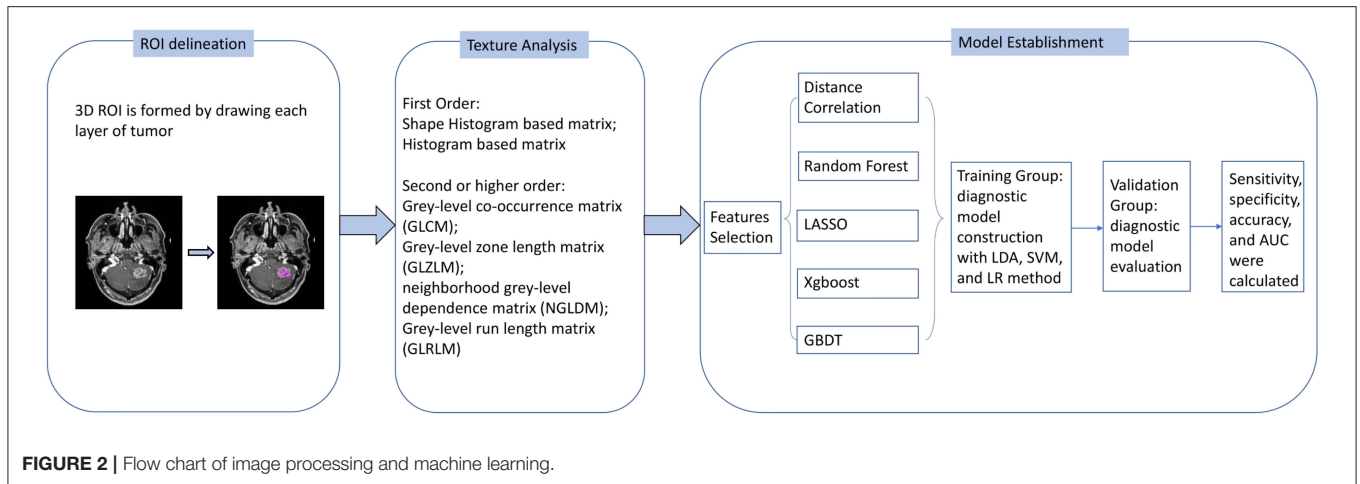 ROI delineation
3D ROI is formed by drawing each
layer of tumor
Texture Analysis
First Order:
Shape Histogram based matrix;
Histogram based matrix
Second or higher order:
Grey-level co-occurrence matrix
(GLCM);
Grey-level zone length matrix
(GLZLM);
neighborhood grey-level
dependence matrix (NGLDM);
Grey-level run length matrix
(GLRLM)
Model Establishment
Features
Selection
Distance
Correlation
Random Forest
LASSO
Xgboost
GBDT
Training Group:
diagnostic
model
construction
with LDA, SVM,
and LR method
Validation
Group:
diagnostic
model
evaluation
Sensitivity,
specificity,
accuracy,
and AUC
were
calculated
FIGURE 2 | Flow chart of image processing and machine learning.